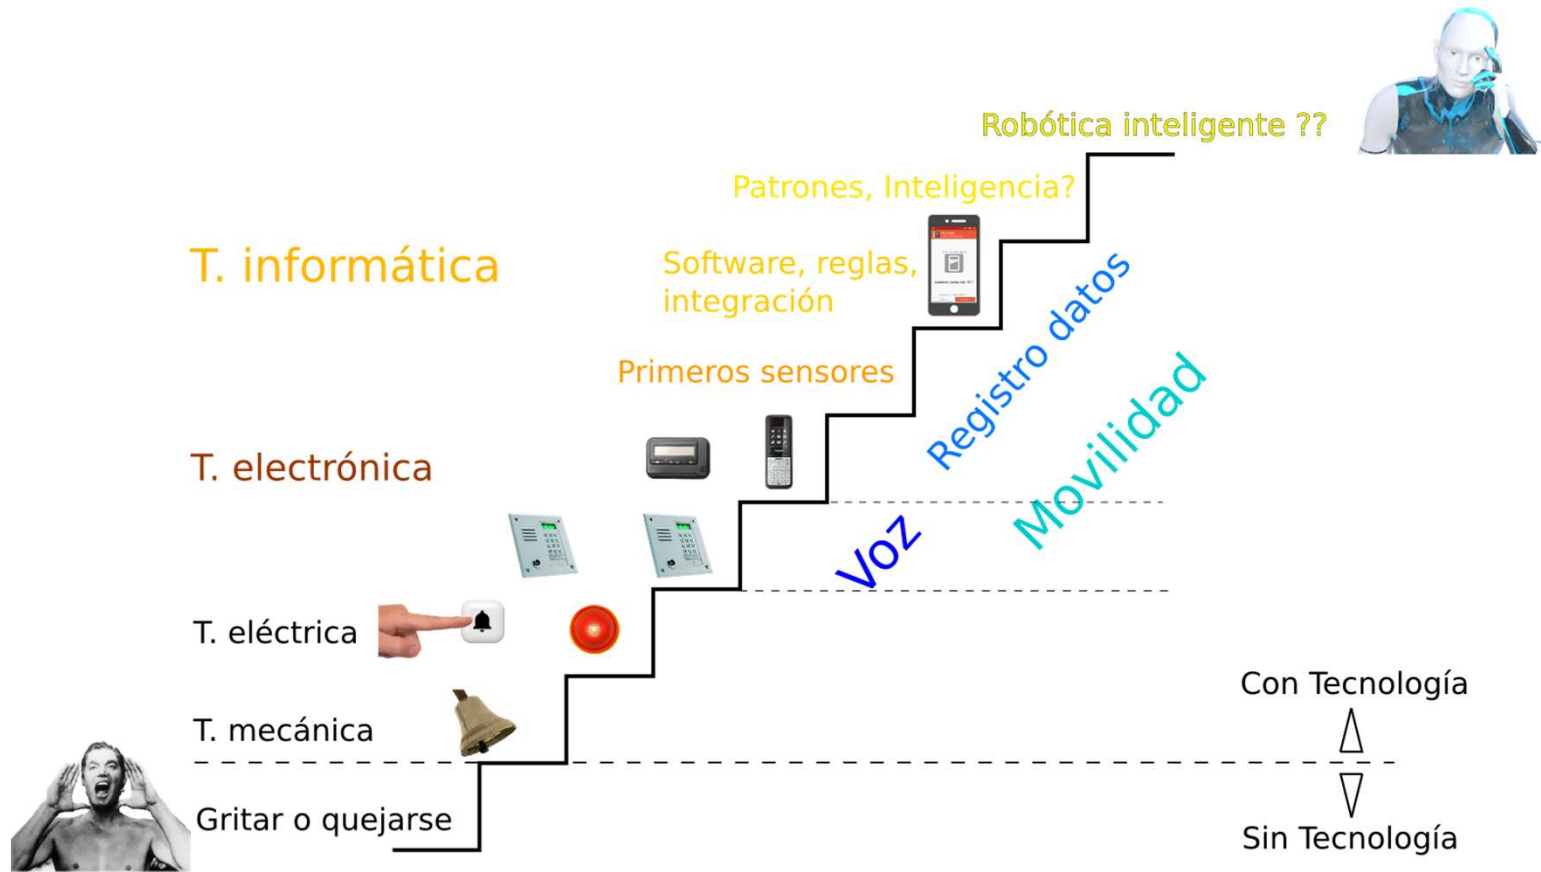 Robótica inteligente ??
Patrones, Inteligencia?
T. informática
Software, reglas,
integración
Registro datos
Primeros sensores
Movilidad
T. electrónica
Voz
T. eléctrica
Con Tecnología
T. mecánica
Gritar o quejarse
Sin Tecnología